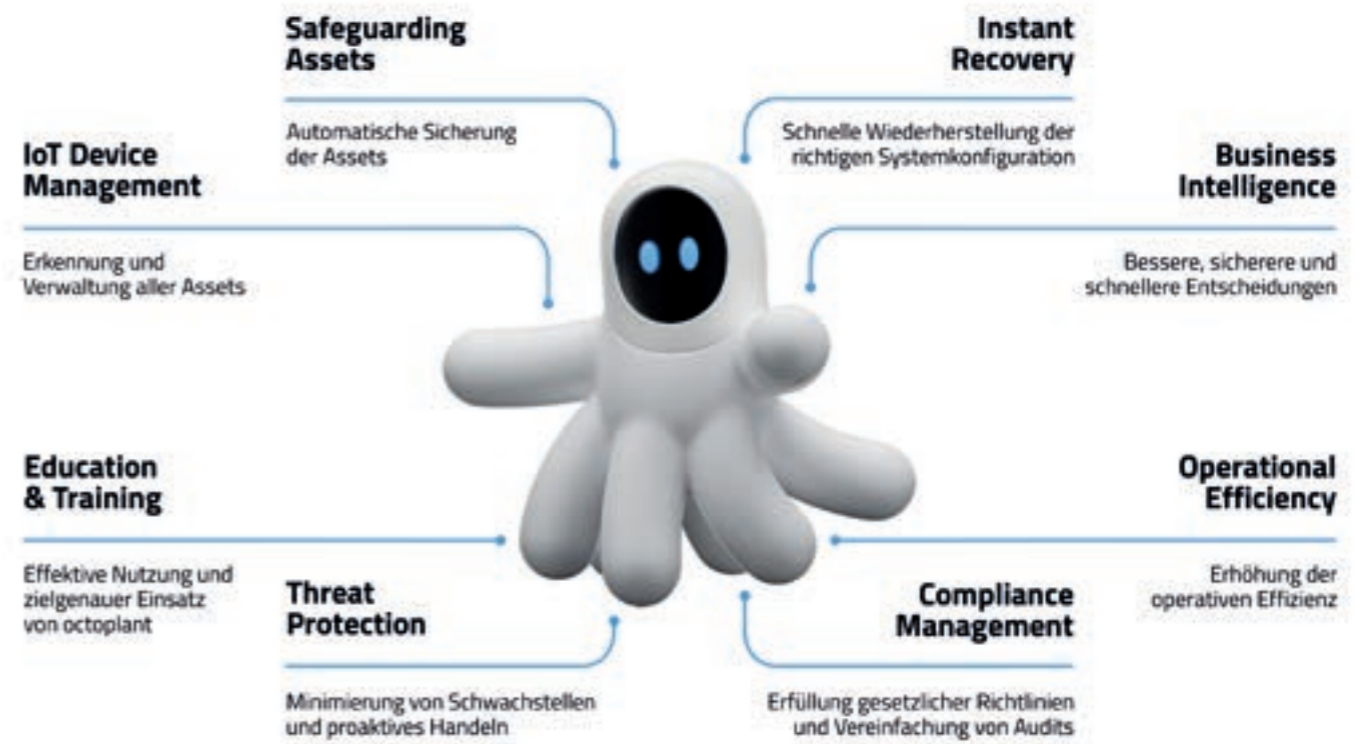 Safeguarding
Assets
Automatische Sicherung
der Assets
Instant
Recovery
Schnelle Wiederherstellung der
richtigen Systemkonfiguration
IoT Device
Management
Erkennung und
Verwaltung aller Assets
Business
Intelligence
Bessere, sicherere und
schnellere Entscheidungen
Education
& Training
Effektive Nutzung und
zielgenauer Einsatz
von octoplant
Operational
Efficiency
Erhöhung der
operativen Effizienz
Threat
Protection
Minimierung von Schwachstellen
und proaktives Handeln
Compliance
Management
Erfüllung gesetzlicher Richtlinien
und Vereinfachung von Audits